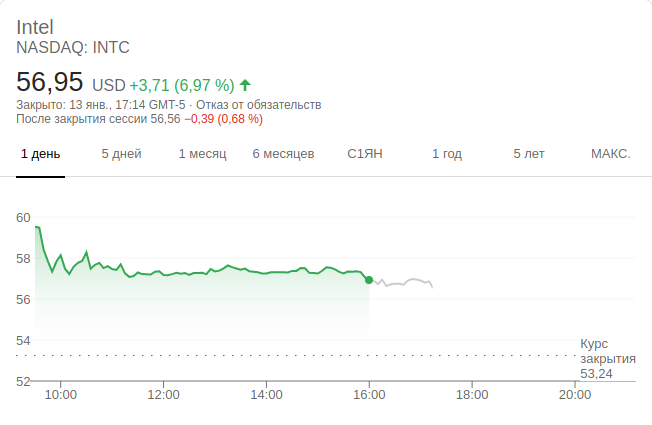 Intel
NASDAQ: INTC
56,95 USD +3,71 (6,97 %)
Закрыто: 13 янв., 17:14 GMT-5 · Отказ от обязательств
После закрытия сессии 56,56 −0,39 (0,68 %)
1 день 5 дней 1 месяц 6 месяцев С1ЯН 1 год 5 лет МАКС.
60
58
56
54
Курс
закрытия
53,24
52
10:00 12:00 14:00 16:00 18:00 20:00